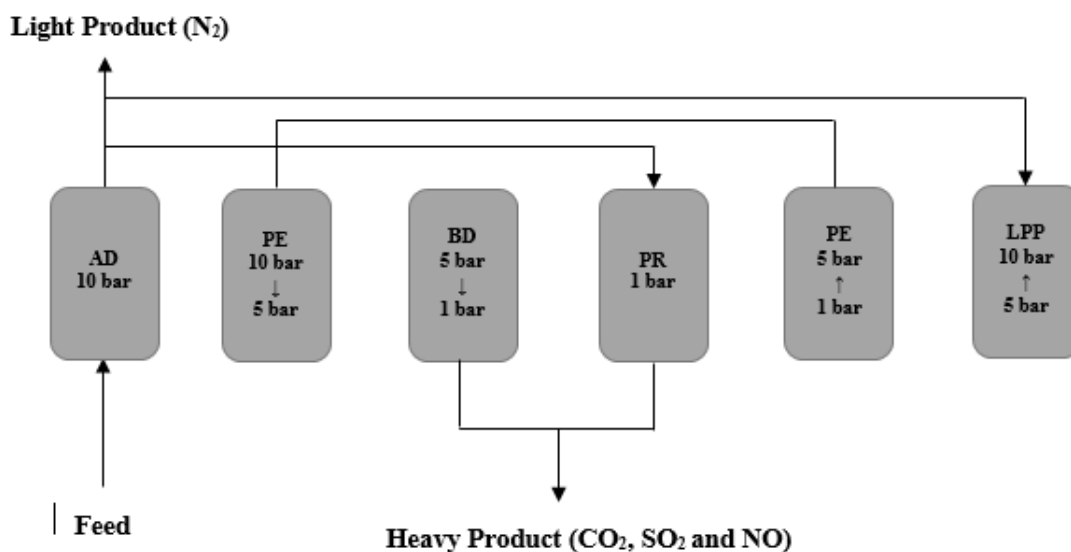 Light Product (N₂)
AD
10 bar
PE
10 bar
↓
5 bar
BD
5 bar
↓
1 bar
PR
1 bar
PE
5 bar
↑
1 bar
LPP
10 bar
↑
5 bar
Feed
Heavy Product (CO₂, SO₂ and NO)